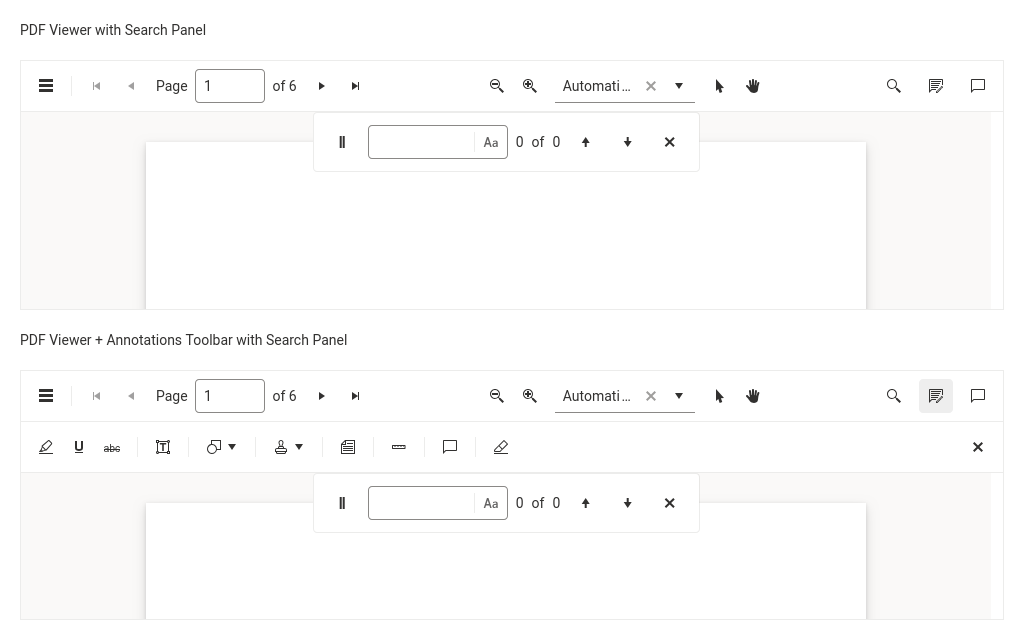 PDF Viewer with Search Panel
Page 1 of 6 Automati...
Aa 0 of 0
PDF Viewer + Annotations Toolbar with Search Panel
Page 1 of 6 Automati...
U abc T
Aa 0 of 0